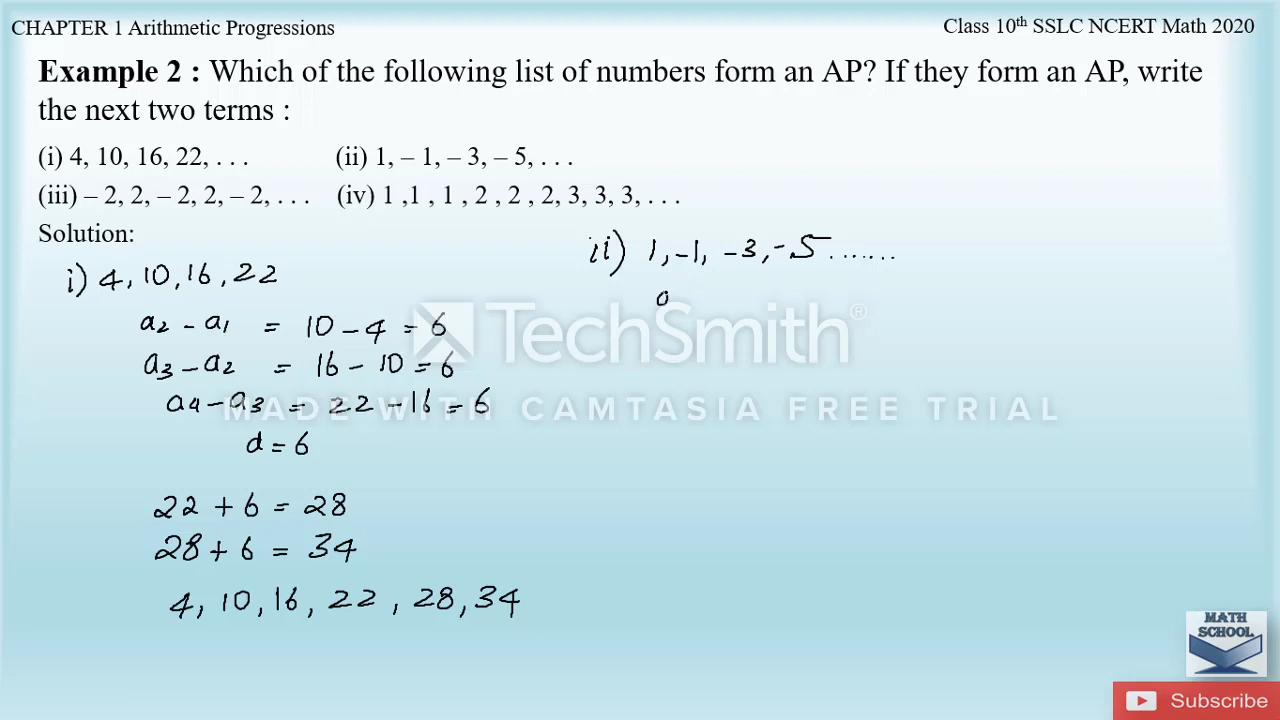 CHAPTER 1 Arithmetic Progressions
Class 10th SSLC NCERT Math 2020
Example 2 : Which of the following list of numbers form an AP? If they form an AP, write
the next two terms :
(i) 4, 10, 16, 22, . . . (ii) 1, – 1, – 3, – 5, . . .
(iii) – 2, 2, – 2, 2, – 2, . . . (iv) 1 ,1 , 1 , 2 , 2 , 2, 3, 3, 3, . . .
Solution:
i) 4, 10, 16, 22
a2 - a1 = 10 - 4 = 6
a3 - a2 = 16 - 10 = 6
a4 - a3 = 22 - 16 = 6
d = 6
22 + 6 = 28
28 + 6 = 34
4, 10, 16, 22, 28, 34
ii) 1, -1, -3, -5.......
TechSmith®
MADE WITH CAMTASIA FREE TRIAL
MATH
SCHOOL
Subscribe